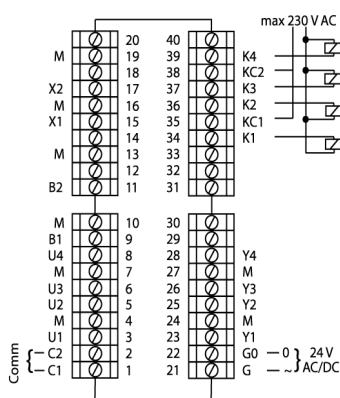 max 230 V AC
20 40
M 19 39 K4
18 38 KC2
X2 17 37 K3
M 16 36 K2
X1 15 35 KC1
14 34 K1
M 13 33
12 32
B2 11 31
M 10 30
B1 9 29
U4 8 28 Y4
M 7 27 M
U3 6 26 Y3
U2 5 25 Y2
M 4 24 M
U1 3 23 Y1
Comm { C2 2 22 G0 — 0 } 24 V
C1 1 21 G — ~ AC/DC